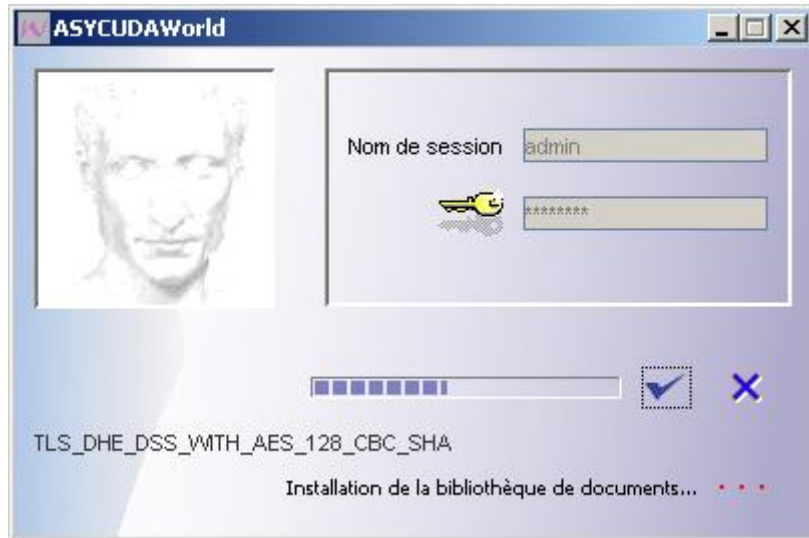 ASYCUDAWorld
Nom de session admin
********
TLS_DHE_DSS_WITH_AES_128_CBC_SHA
Installation de la bibliothèque de documents...